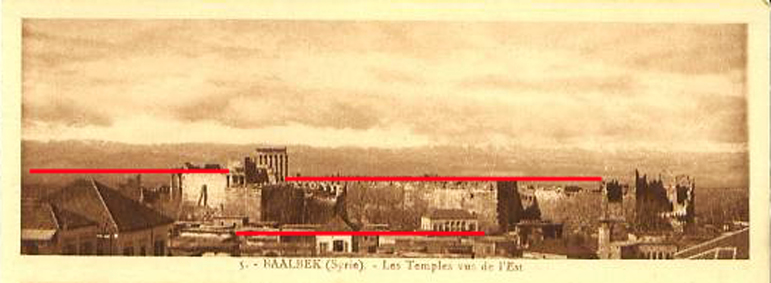 5. - BAALBEK (Syrie). - Les Temples vus de l'Est